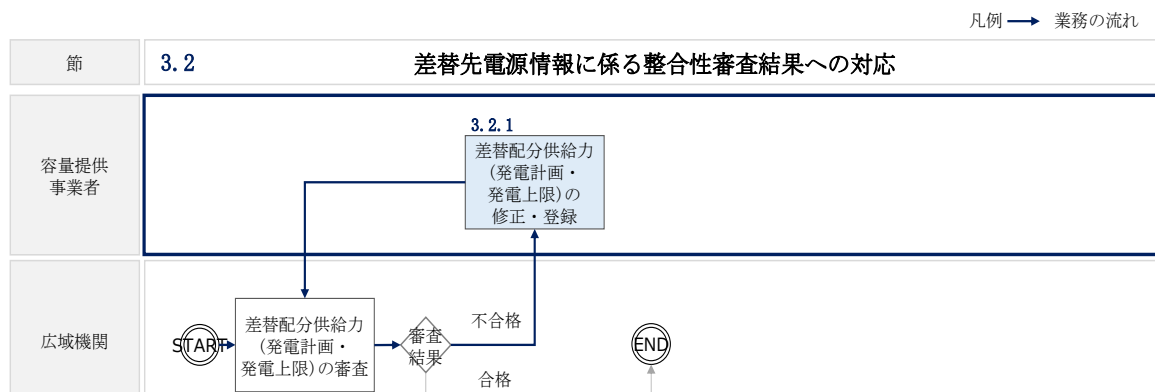 凡例 業務の流れ
節 3.2 差替先電源情報に係る整合性審査結果への対応
容量提供
事業者
3.2.1
差替配分供給力
(発電計画・
発電上限)の
修正・登録
広域機関
START
差替配分供給力
(発電計画・
発電上限)の審査
審査
結果
不合格
合格
END